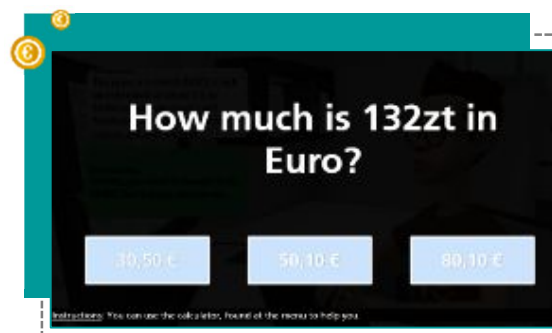 How much is 132zt in
Euro?
30,50 €
50,10 €
80,10 €
Instructions: You can use the calculator, found at the menu to help you.